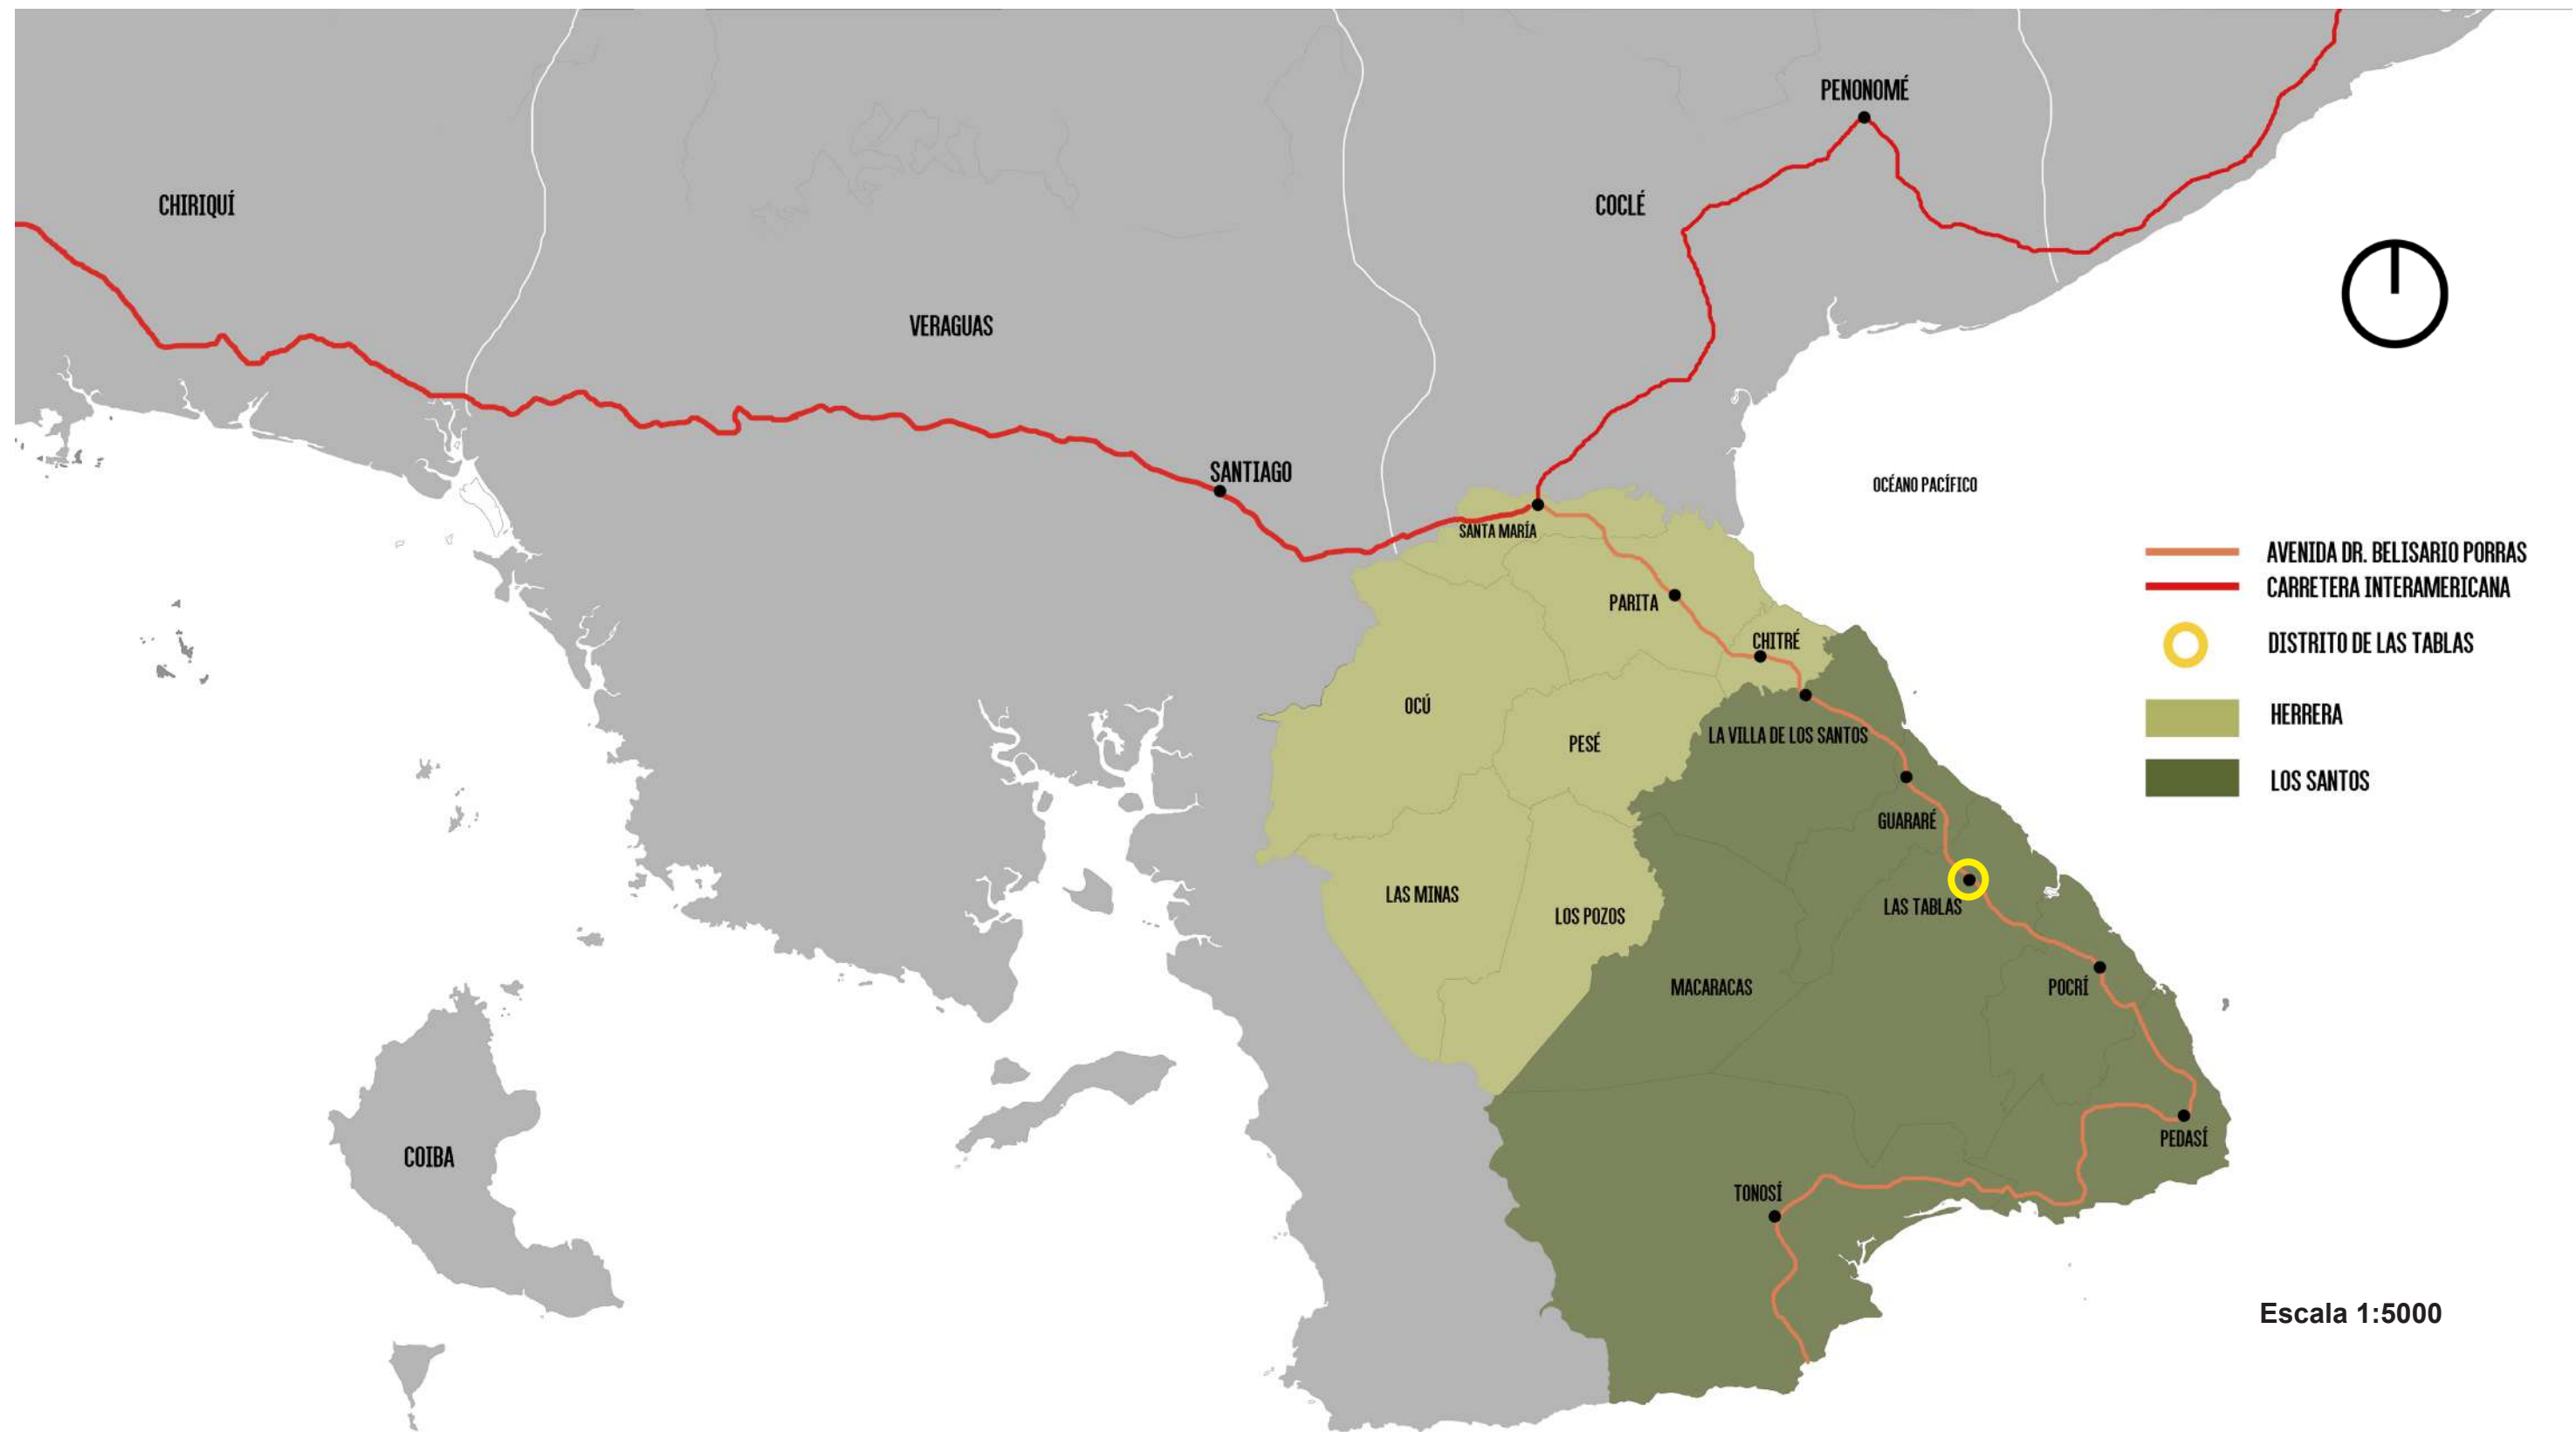 PENONOMÉ
CHIRIQUÍ
COCLÉ
VERAGUAS
SANTIAGO
OCÉANO PACÍFICO
SANTA MARÍA
AVENIDA DR. BELISARIO PORRAS
CARRETERA INTERAMERICANA
PARITA
CHITRÉ
DISTRITO DE LAS TABLAS
OCÚ
HERRERA
PESÉ
LA VILLA DE LOS SANTOS
LOS SANTOS
GUARARÉ
LAS MINAS
LOS POZOS
LAS TABLAS
MACARACAS
POCRÍ
PEDASÍ
COIBA
TONOSÍ
Escala 1:5000